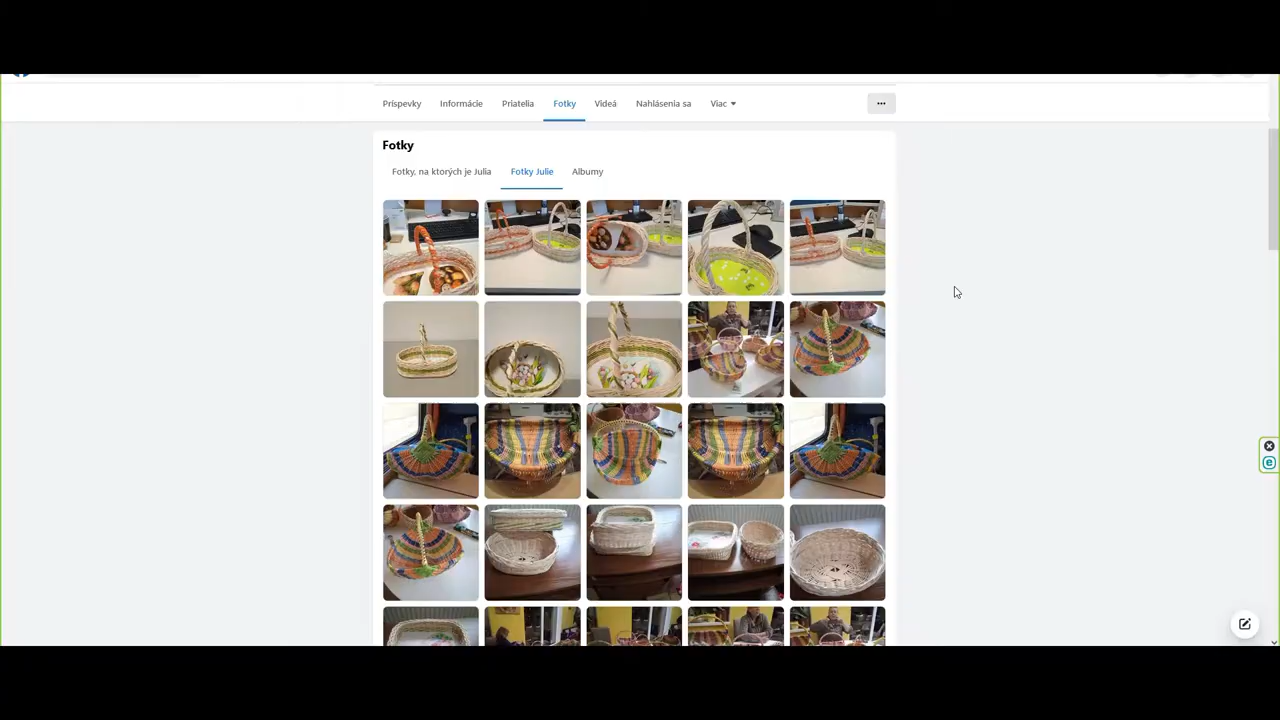 Príspevky Informácie Priatelia Fotky Videá Nahlásenia sa Viac
Fotky
Fotky, na ktorých je Julia Fotky Julie Albumy